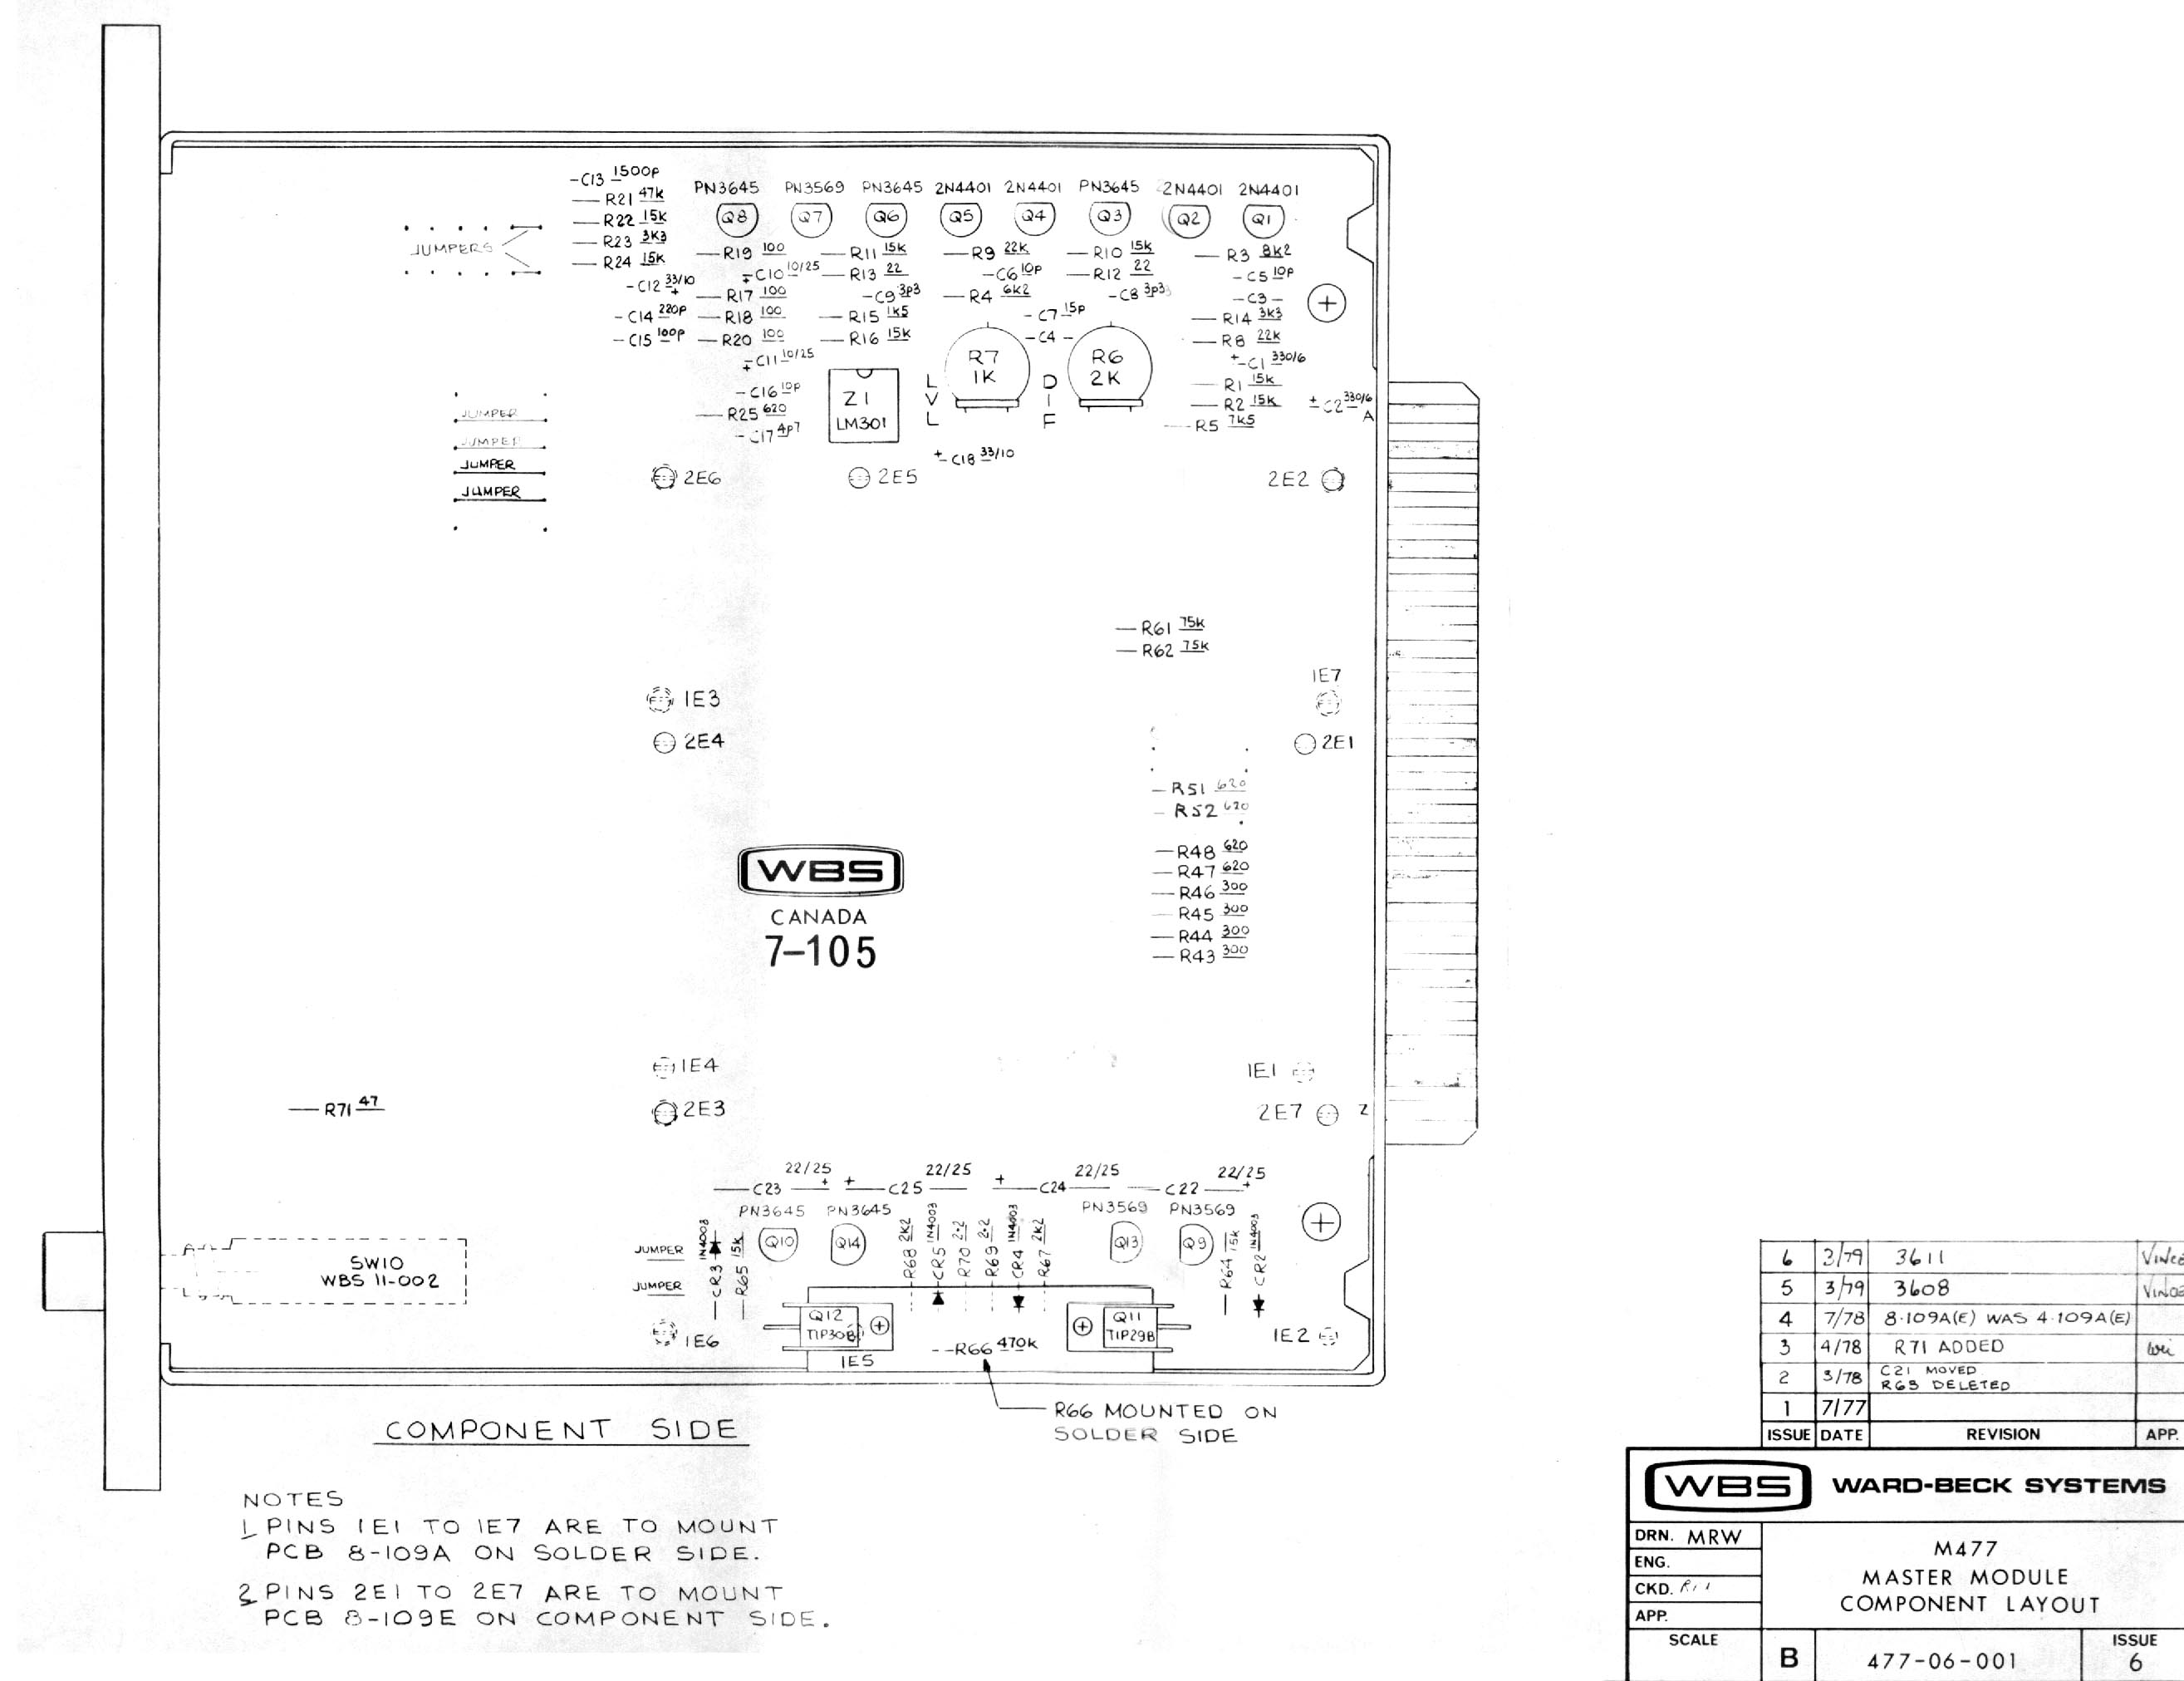 -C13 1500P
R21 47K
R22 15K
R23 3K3
R24 15K
PN3645 PN3569 PN3645 2N4401 2N4401 PN3645 2N4401 2N4401
Q8 Q7 Q6 Q5 Q4 Q3 Q2 Q1
JUMPERS
R19 100
R11 15K
R9 22K
R10 15K
R3 8K2
+C10 10/25
R13 22
-C6 10P
R12 22
-C5 10P
-C12 33/10 +
R17 100
-C9 3P3
R4 6K2
-C8 3P3
-C3-
-C14 220P
R18 100
R15 1K5
-C7 15P
R14 3K3
-C15 100P
R20 100
R16 15K
-C4-
R8 22K
+C11 10/25
+-C1 330/6
R7
1K
R6
2K
-C16 10P
R1 15K
R25 620
R2 15K
+C2 330/6
A
-C17 4P7
R5 7K5
Z1
LM301
LVL
DIF
+-C18 33/10
JUMPER
JUMPER
JUMPER
JUMPER
2E6
2E5
2E2
R61 75K
R62 75K
1E7
1E3
2E4
2E1
R51 620
R52 620
R48 620
R47 620
R46 300
R45 300
R44 300
R43 300
WBS
CANADA
7-105
1E4
1E1
R71 47
2E3
2E7
Z
22/25 22/25 22/25 22/25
C23 + + C25 + C24 C22 +
PN3645 PN3645 PN3569 PN3569
Q10 Q14 Q13 Q9
JUMPER
JUMPER
CR3 1N4003
R65 15K
R68 2K2
CR5 1N4003
R70 2.2
R69 2.2
CR4 1N4003
R67 2K2
R64 15K
CR2 1N4003
SW10
WBS 11-002
Q12
TIP30B
Q11
TIP29B
1E6
1E5
--R66 470K
1E2
R66 MOUNTED ON
SOLDER SIDE
COMPONENT SIDE
NOTES
1 PINS 1E1 TO 1E7 ARE TO MOUNT
PCB 8-109A ON SOLDER SIDE.
2 PINS 2E1 TO 2E7 ARE TO MOUNT
PCB 8-109E ON COMPONENT SIDE.
6 3/79 3611
5 3/79 3608
4 7/78 8-109A(E) WAS 4-109A(E)
3 4/78 R71 ADDED
2 3/78 C21 MOVED
R63 DELETED
1 7/77
ISSUE DATE REVISION APP.
WBS WARD-BECK SYSTEMS
DRN. MRW
ENG.
CKD.
APP.
M477
MASTER MODULE
COMPONENT LAYOUT
SCALE
B
477-06-001
ISSUE
6